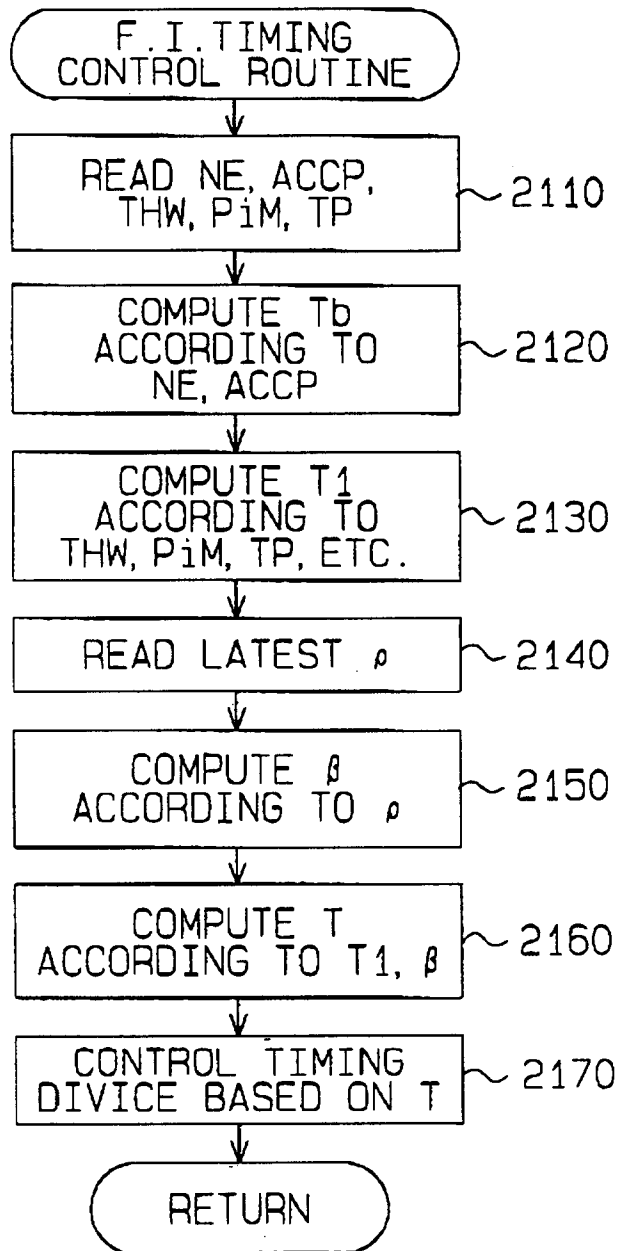 F.I.TIMING
CONTROL ROUTINE
READ NE, ACCP,
THW, PiM, TP
2110
COMPUTE Tb
ACCORDING TO
NE, ACCP
2120
COMPUTE T1
ACCORDING TO
THW, PiM, TP, ETC.
2130
READ LATEST ρ
2140
COMPUTE β
ACCORDING TO ρ
2150
COMPUTE T
ACCORDING TO T1, β
2160
CONTROL TIMING
DIVICE BASED ON T
2170
RETURN